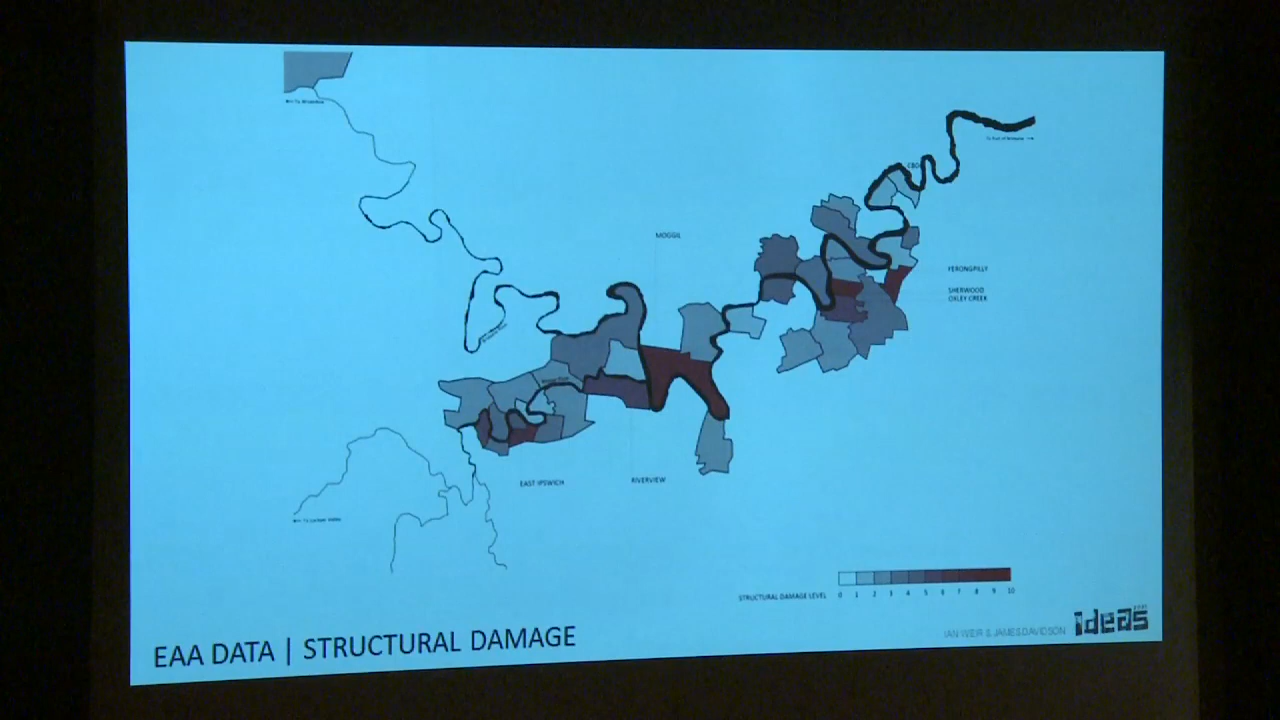 CBD
MOGGIL
FERONGPILLY
SHERWOOD
OXLEY CREEK
EAST IPSWICH
RIVERVIEW
STRUCTURAL DAMAGE LEVEL
0 1 2 3 4 5 6 7 8 9 10
EAA DATA | STRUCTURAL DAMAGE
IAN WEIR & JAMES DAVIDSON
ideas